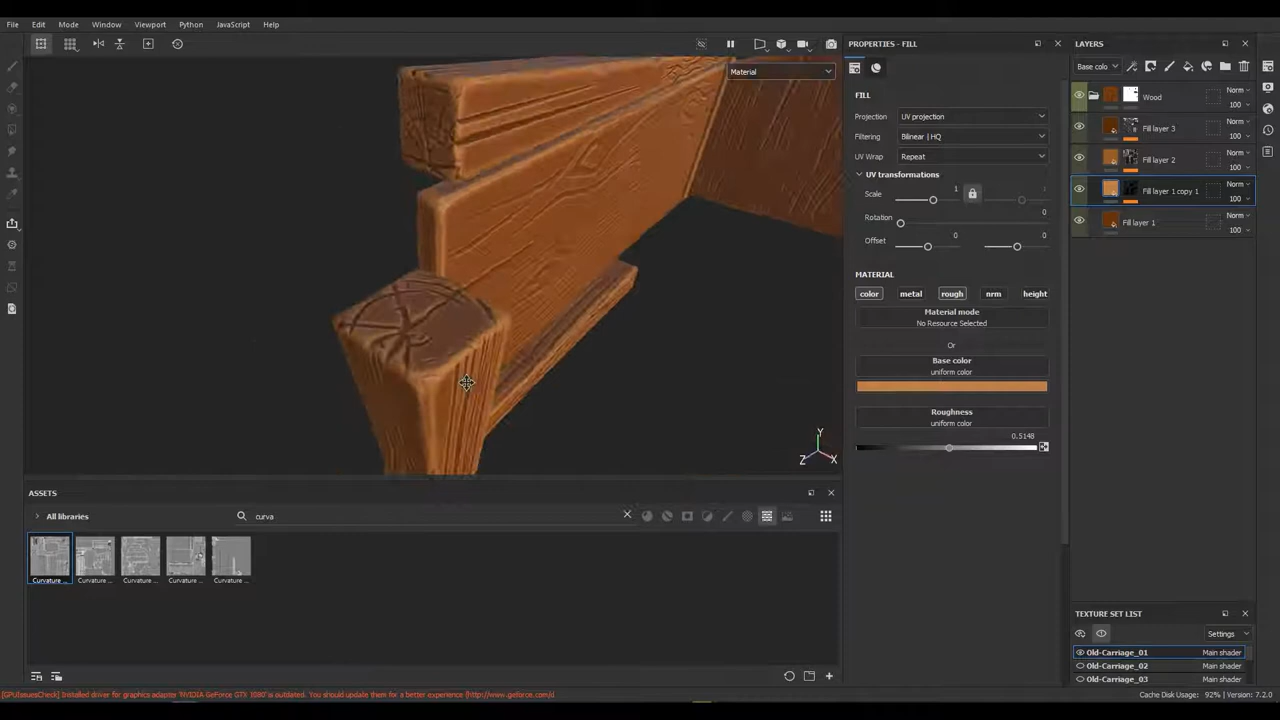 File Edit Mode Window Viewport Python JavaScript Help
Material
PROPERTIES - FILL
FILL
Projection UV projection
Filtering Bilinear | HQ
UV Wrap Repeat
UV transformations
Scale 1 1
Rotation 0
Offset 0 0
MATERIAL
color metal rough nrm height
Material mode
No Resource Selected
Or
Base color
uniform color
Roughness
uniform color
0.5148
LAYERS
Base colo
Wood Norm 100
Fill layer 3 Norm 100
Fill layer 2 Norm 100
Fill layer 1 copy 1 Norm 100
Fill layer 1 Norm 100
Y
Z X
ASSETS
All libraries curva
Curvature ... Curvature ... Curvature ... Curvature ... Curvature ...
TEXTURE SET LIST
Settings
Old-Carriage_01 Main shader
Old-Carriage_02 Main shader
Old-Carriage_03 Main shader
[GPUIssuesCheck] Installed driver for graphics adapter 'NVIDIA GeForce GTX 1080' is outdated. You should update them for a better experience (http://www.geforce.com/d
Cache Disk Usage: 92% | Version: 7.2.0